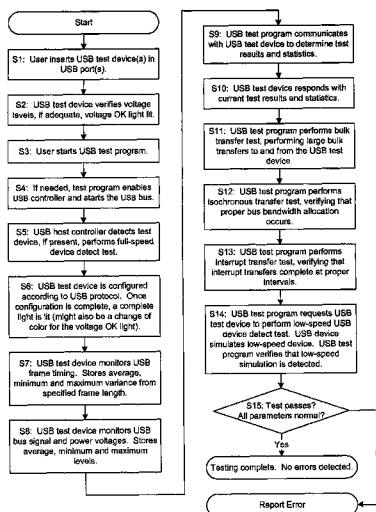 Start
S1: User inserts USB test device(s) in
USB port(s).
S2: USB test device verifies voltage
levels, if adequate, voltage OK light lit.
S3: User starts USB test program.
S4: If needed, test program enables
USB controller and starts the USB bus.
S5: USB host controller detects test
device, if present, performs full-speed
device detect test.
S6: USB test device is configured
according to USB protocol. Once
configuration is complete, a complete
light is lit (might also be a change of
color for the voltage OK light).
S7: USB test device monitors USB
frame timing. Stores average,
minimum and maximum variance from
specified frame length.
S8: USB test device monitors USB
bus signal and power voltages. Stores
average, minimum and maximum
levels.
S9: USB test program communicates
with USB test device to determine test
results and statistics.
S10: USB test device responds with
current test results and statistics.
S11: USB test program performs bulk
transfer test, performing large bulk
transfers to and from the USB test
device.
S12: USB test program performs
isochronous transfer test, verifying that
proper bus bandwidth allocation
occurs.
S13: USB test program performs
interrupt transfer test, verifying that
interrupt transfers complete at proper
intervals.
S14: USB test program requests USB
test device to perform low-speed USB
device detect test. USB device
simulates low-speed device. USB test
program verifies that low-speed
simulation is detected.
S15: Test passes?
All parameters normal?
Yes
Testing complete. No errors detected.
Report Error